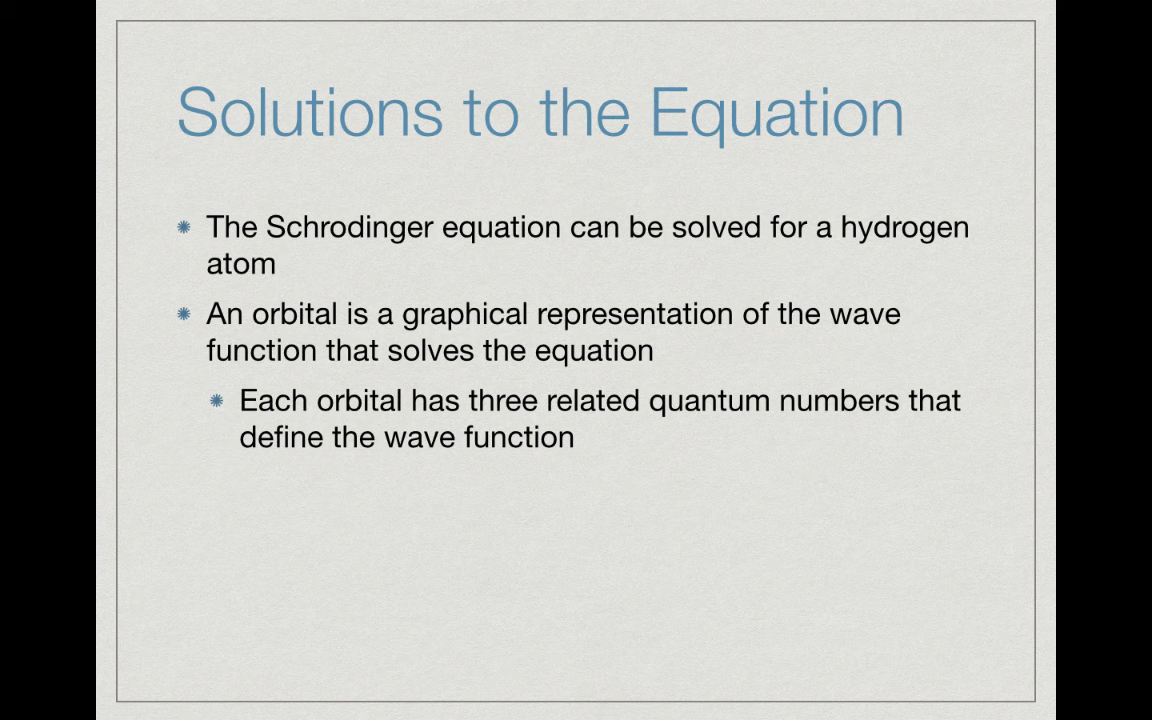 Solutions to the Equation
The Schrodinger equation can be solved for a hydrogen
atom
An orbital is a graphical representation of the wave
function that solves the equation
Each orbital has three related quantum numbers that
define the wave function